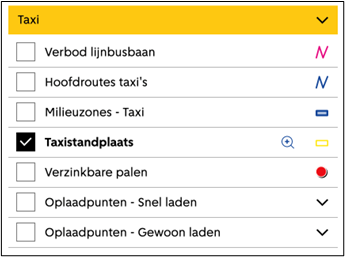 Taxi
Verbod lijnbusbaan
Hoofdroutes taxi's
Milieuzones - Taxi
Taxistandplaats
Verzinkbare palen
Oplaadpunten - Snel laden
Oplaadpunten - Gewoon laden